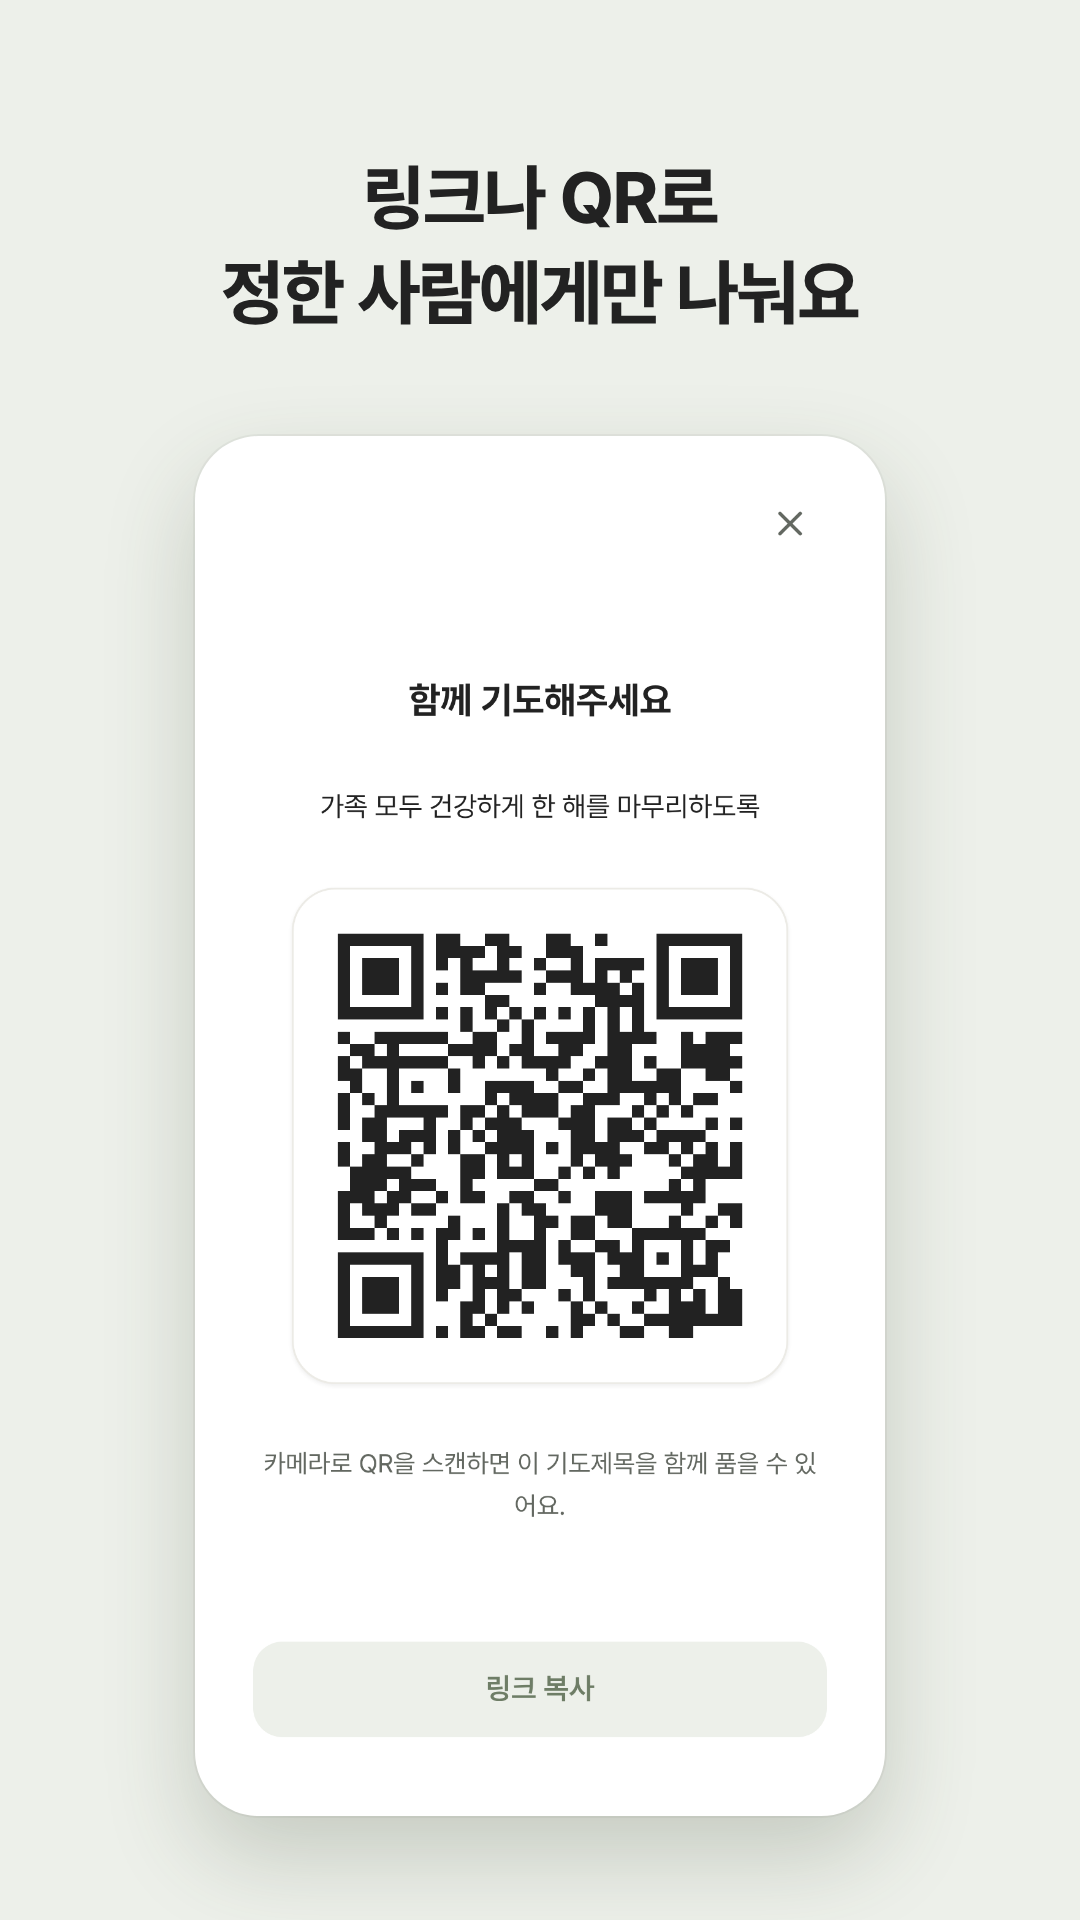 링크나 QR로
정한 사람에게만 나눠요
함께 기도해주세요
가족 모두 건강하게 한 해를 마무리하도록
카메라로 QR을 스캔하면 이 기도제목을 함께 품을 수 있
어요.
링크 복사